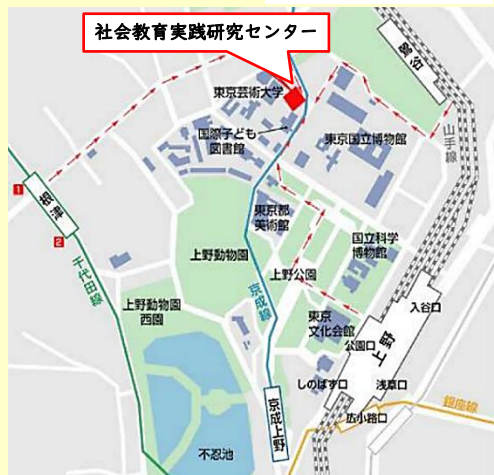 社会教育実践研究センター
鶯谷
東京芸術大学
山手線
国際子ども
図書館
東京国立博物館
1
根津
2
東京都
美術館
国立科学
博物館
上野動物園
上野公園
千代田線
京成線
上野動物園
西園
東京
文化会館
入谷口
公園口
上野
しのばず口
浅草口
京成上野
広小路口
銀座線
不忍池